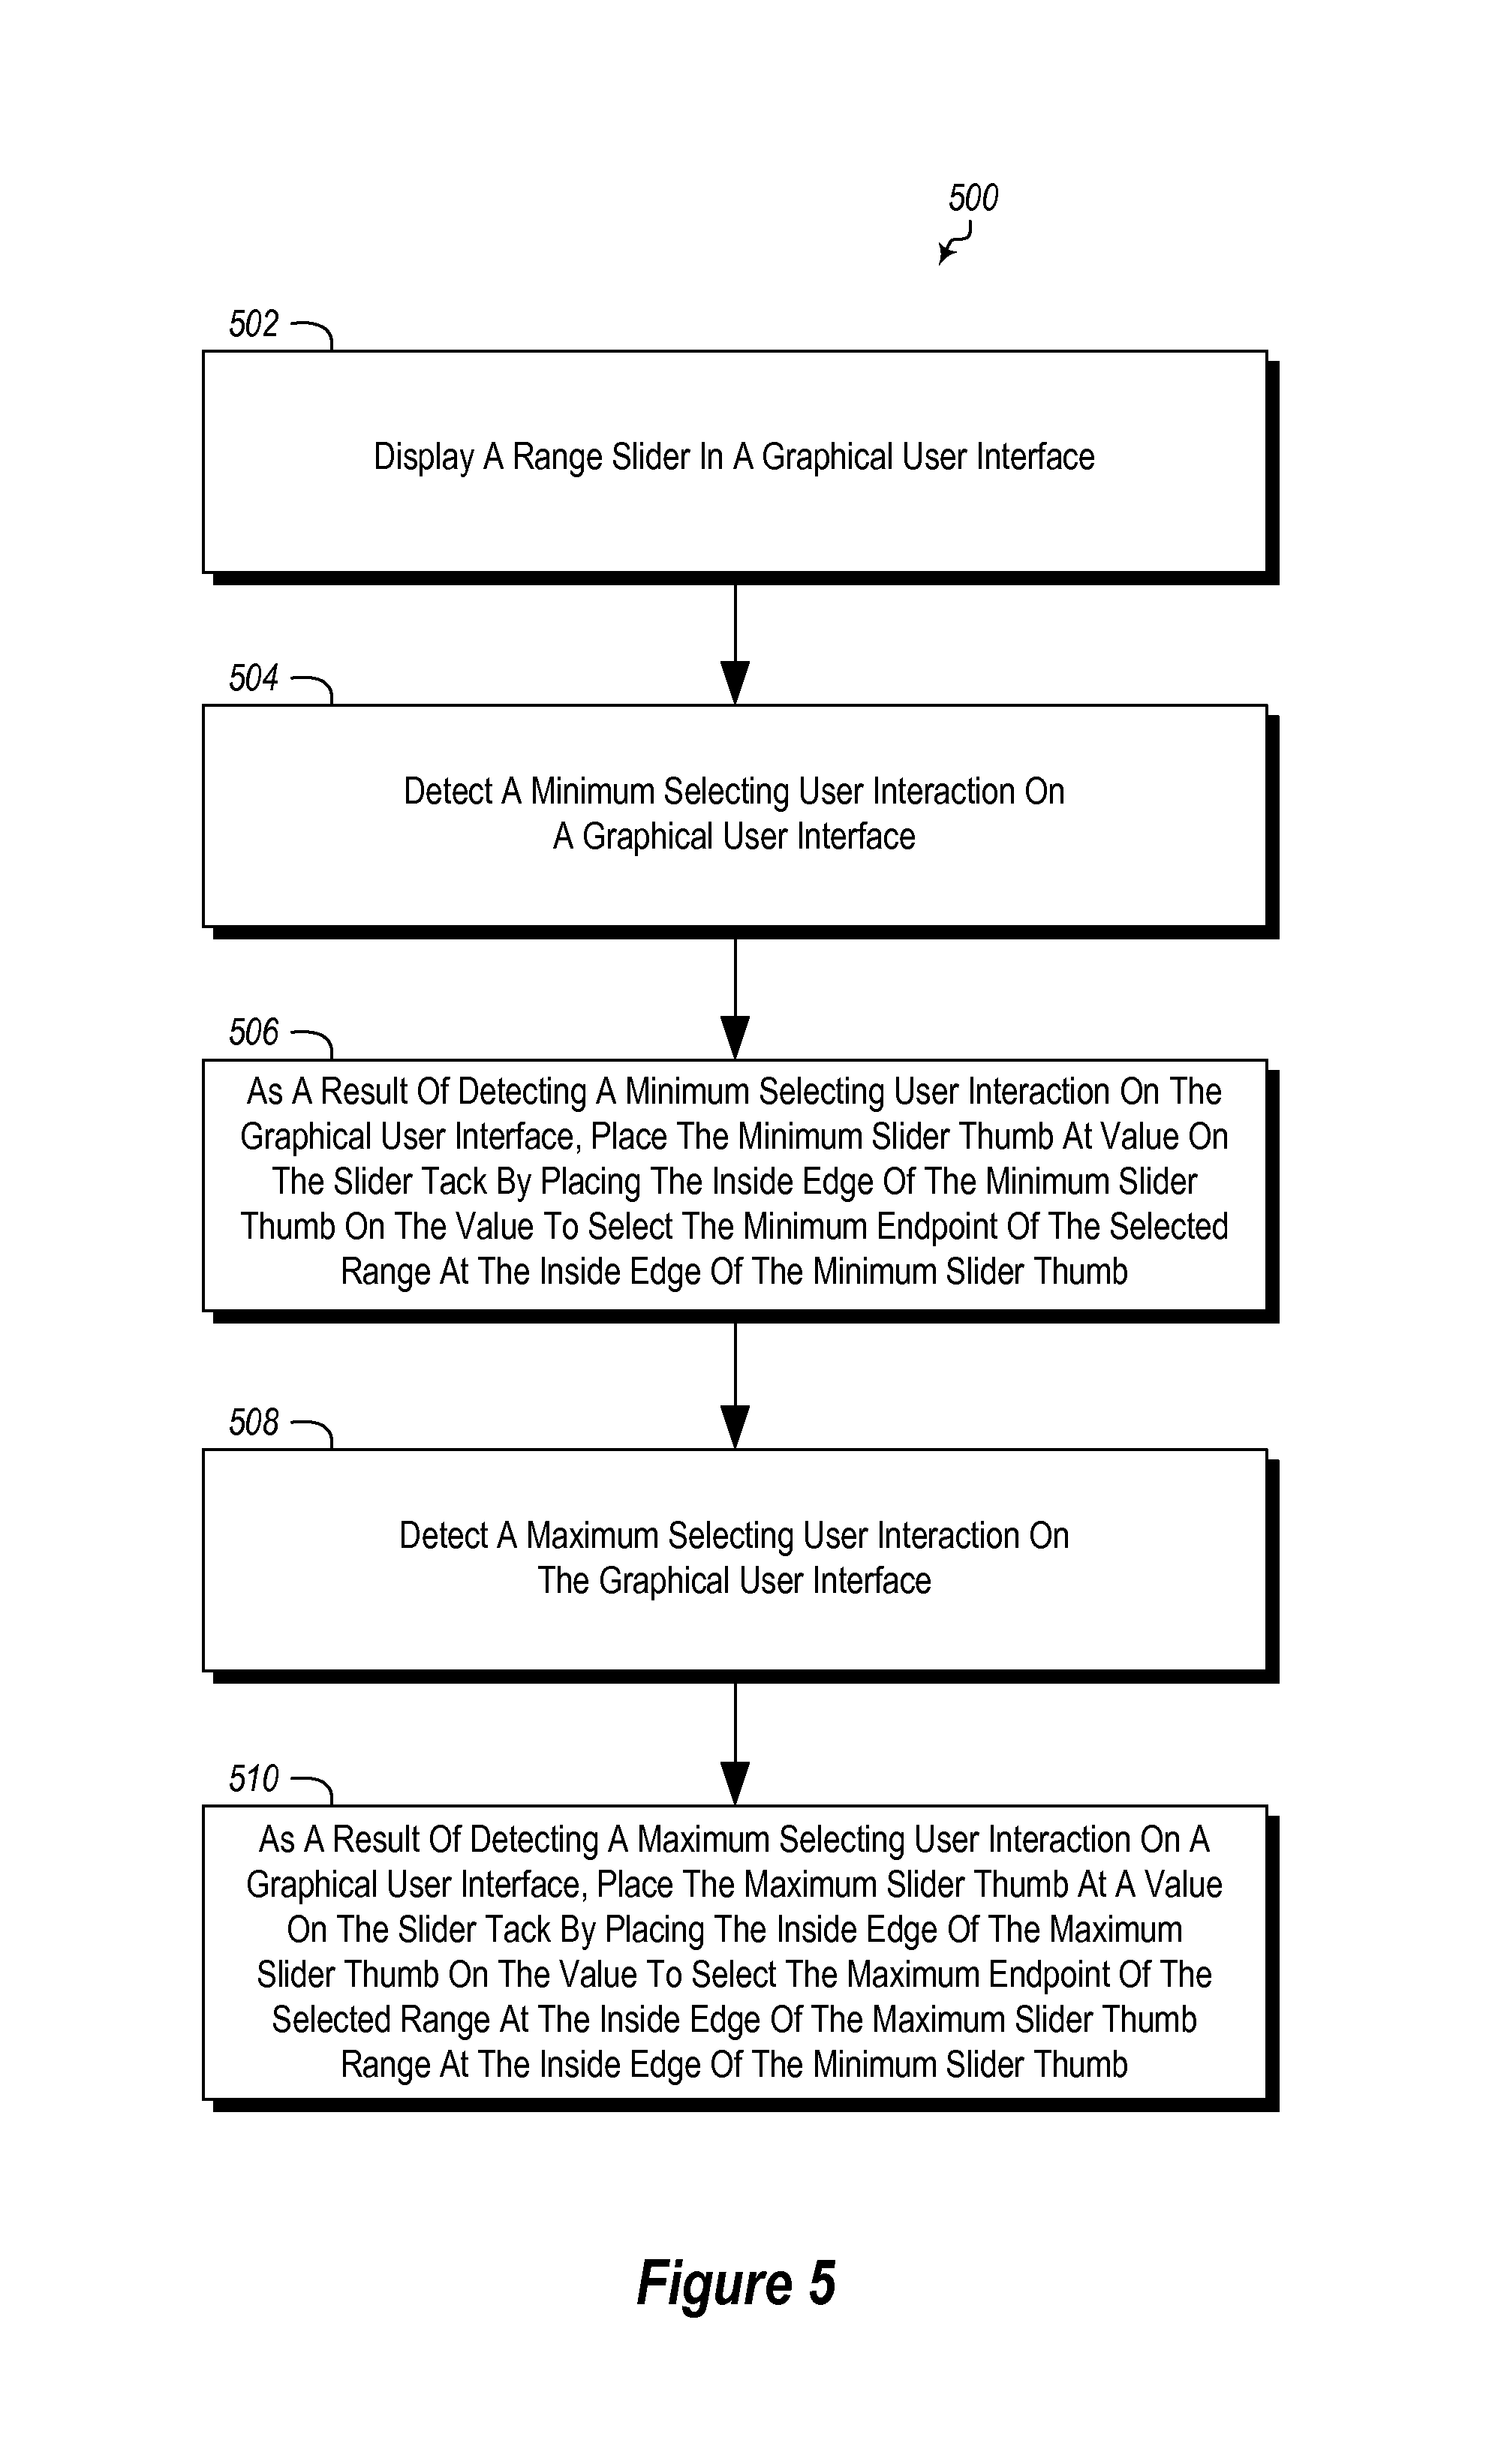 500
502
Display A Range Slider In A Graphical User Interface
504
Detect A Minimum Selecting User Interaction On
A Graphical User Interface
506
As A Result Of Detecting A Minimum Selecting User Interaction On The
Graphical User Interface, Place The Minimum Slider Thumb At Value On
The Slider Tack By Placing The Inside Edge Of The Minimum Slider
Thumb On The Value To Select The Minimum Endpoint Of The Selected
Range At The Inside Edge Of The Minimum Slider Thumb
508
Detect A Maximum Selecting User Interaction On
The Graphical User Interface
510
As A Result Of Detecting A Maximum Selecting User Interaction On A
Graphical User Interface, Place The Maximum Slider Thumb At A Value
On The Slider Tack By Placing The Inside Edge Of The Maximum
Slider Thumb On The Value To Select The Maximum Endpoint Of The
Selected Range At The Inside Edge Of The Maximum Slider Thumb
Range At The Inside Edge Of The Minimum Slider Thumb
Figure 5